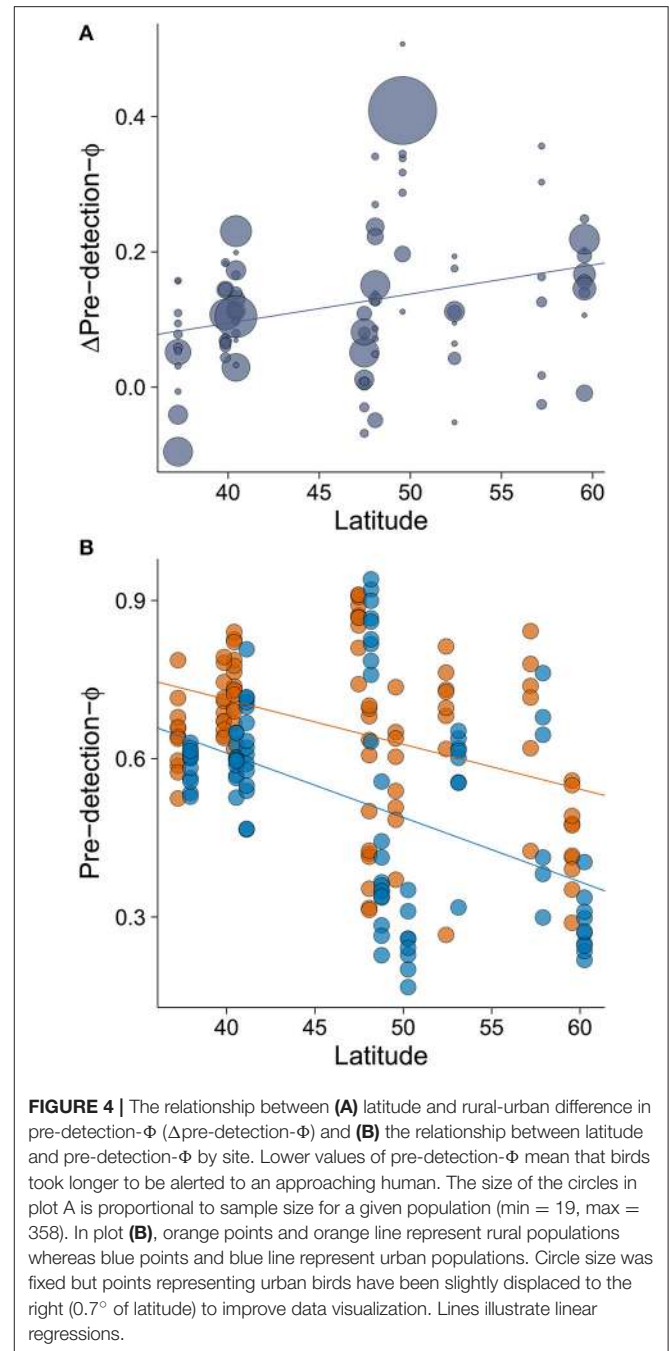 A
0.4
0.2
0.0
ΔPre-detection-ϕ
40 45 50 55 60
Latitude
B
0.9
0.6
0.3
Pre-detection-ϕ
40 45 50 55 60
Latitude
FIGURE 4 | The relationship between (A) latitude and rural-urban difference in
pre-detection-Φ (Δpre-detection-Φ) and (B) the relationship between latitude
and pre-detection-Φ by site. Lower values of pre-detection-Φ mean that birds
took longer to be alerted to an approaching human. The size of the circles in
plot A is proportional to sample size for a given population (min = 19, max =
358). In plot (B), orange points and orange line represent rural populations
whereas blue points and blue line represent urban populations. Circle size was
fixed but points representing urban birds have been slightly displaced to the
right (0.7° of latitude) to improve data visualization. Lines illustrate linear
regressions.